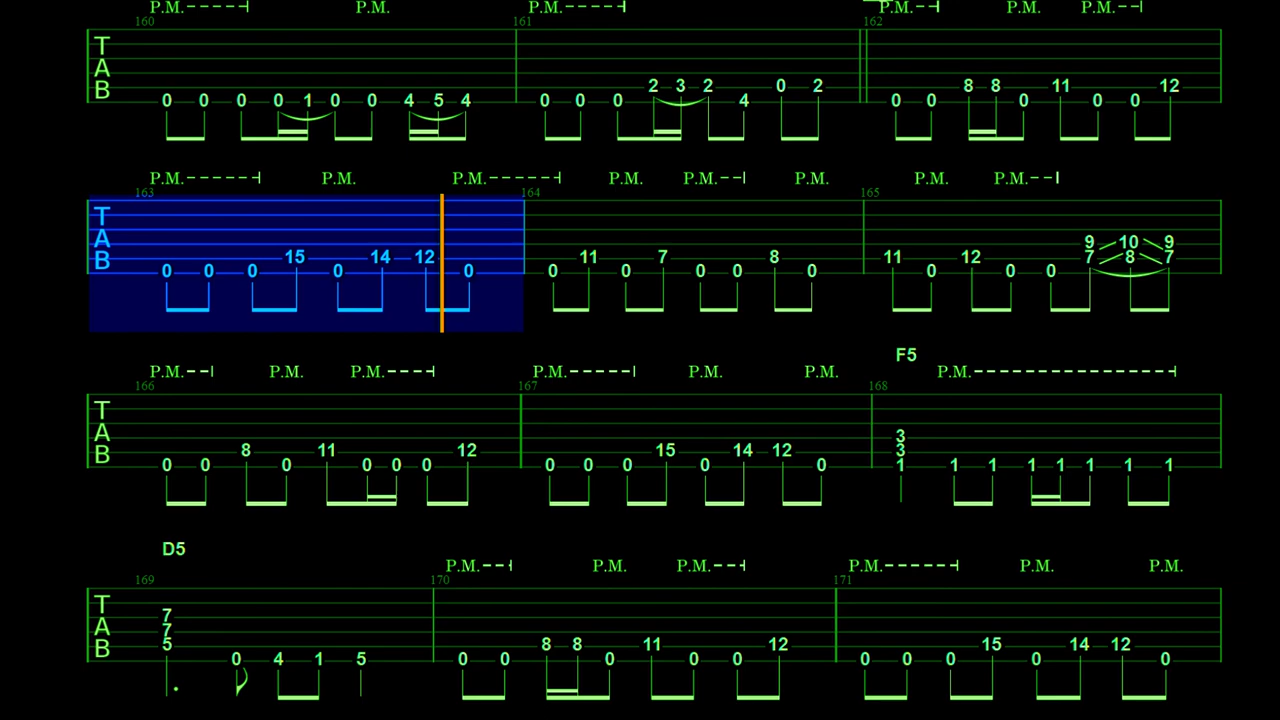 P.M. P.M. P.M. P.M. P.M. P.M.
160 161 162
T A B
2 3 2 0 2 8 8 11 12
0 0 0 0 1 0 0 4 5 4 0 0 0 4 0 0 0 0 0
P.M. P.M. P.M. P.M. P.M. P.M. P.M. P.M.
163 164 165
T A B
9 10 9
15 14 12 11 7 8 11 12 7 8 7
0 0 0 0 0 0 0 0 0 0 0 0 0
P.M. P.M. P.M. P.M. P.M. P.M. F5 P.M.
166 167 168
T A B
3
8 11 12 15 14 12 3
0 0 0 0 0 0 0 0 0 0 0 1 1 1 1 1 1 1 1
D5
P.M. P.M. P.M. P.M. P.M. P.M.
169 170 171
T A B
7
7
5 8 8 11 12 15 14 12
0 4 1 5 0 0 0 0 0 0 0 0 0 0